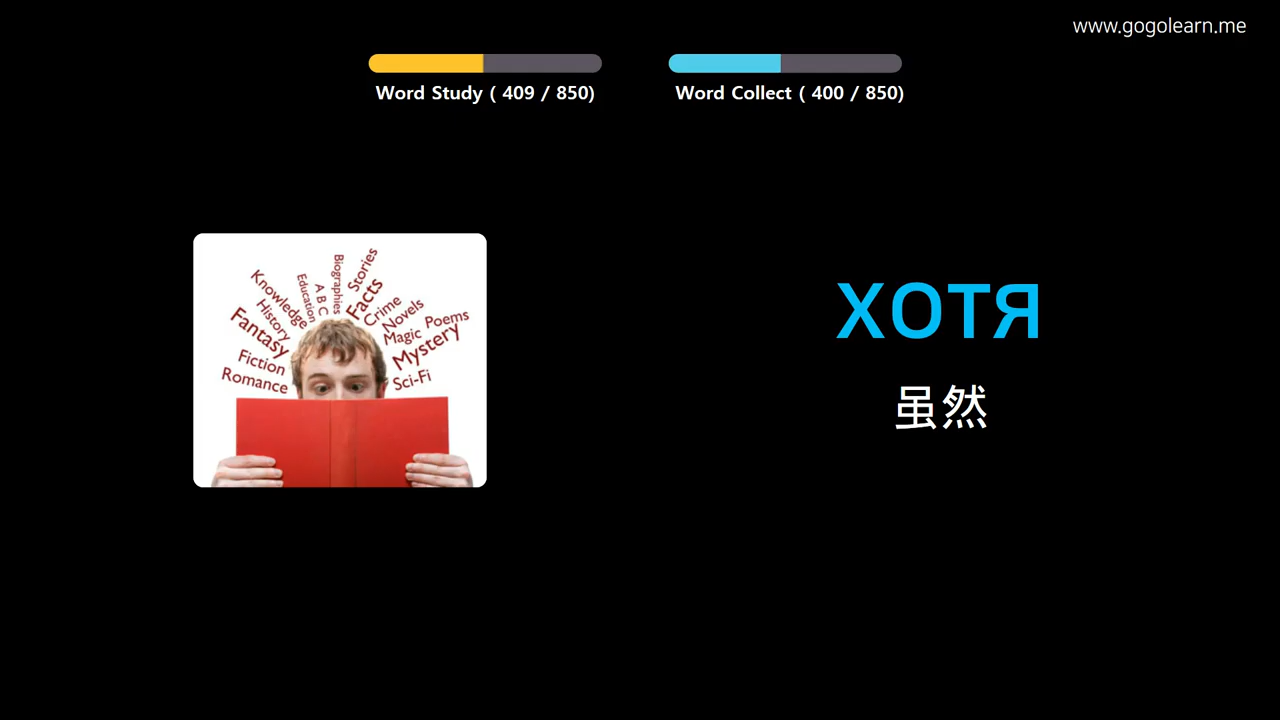 www.gogolearn.me
Word Study ( 409 / 850)
Word Collect ( 400 / 850)
Knowledge
History
Fantasy
Fiction
Romance
Education
A B C
Biographies
Stories
Facts
Crime
Novels
Magic
Poems
Mystery
Sci-Fi
хотя
虽然